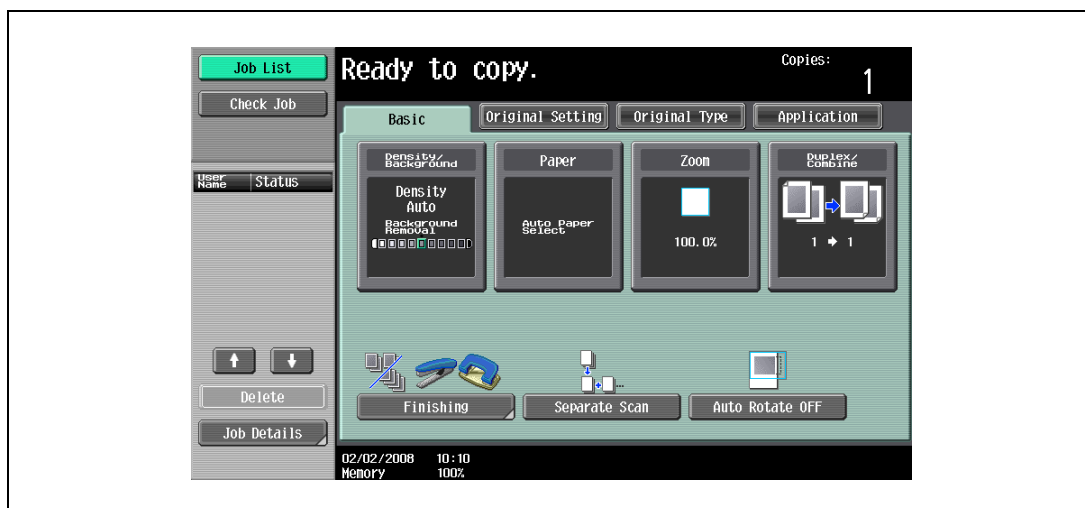 Job List
Check Job
User
Name
Status
Delete
Job Details
Ready to copy.
Copies:
1
Basic
Original Setting
Original Type
Application
Density/
Background
Density
Auto
Background
Removal
Paper
Auto Paper
Select
Zoom
100.0%
Duplex/
Combine
1 → 1
Finishing
Separate Scan
Auto Rotate OFF
02/02/2008 10:10
Memory 100%